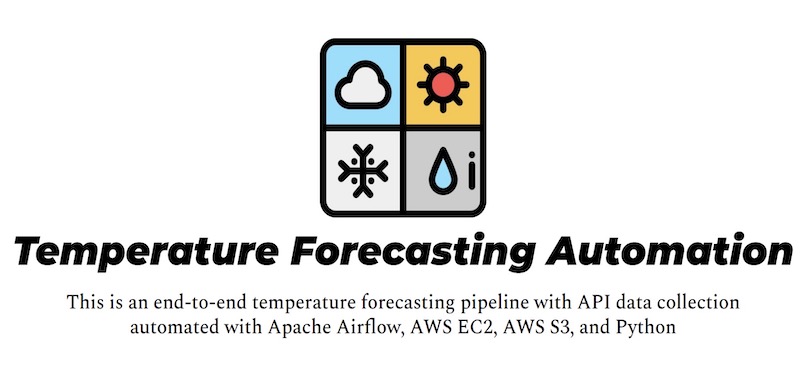 Temperature Forecasting Automation
This is an end-to-end temperature forecasting pipeline with API data collection
automated with Apache Airflow, AWS EC2, AWS S3, and Python